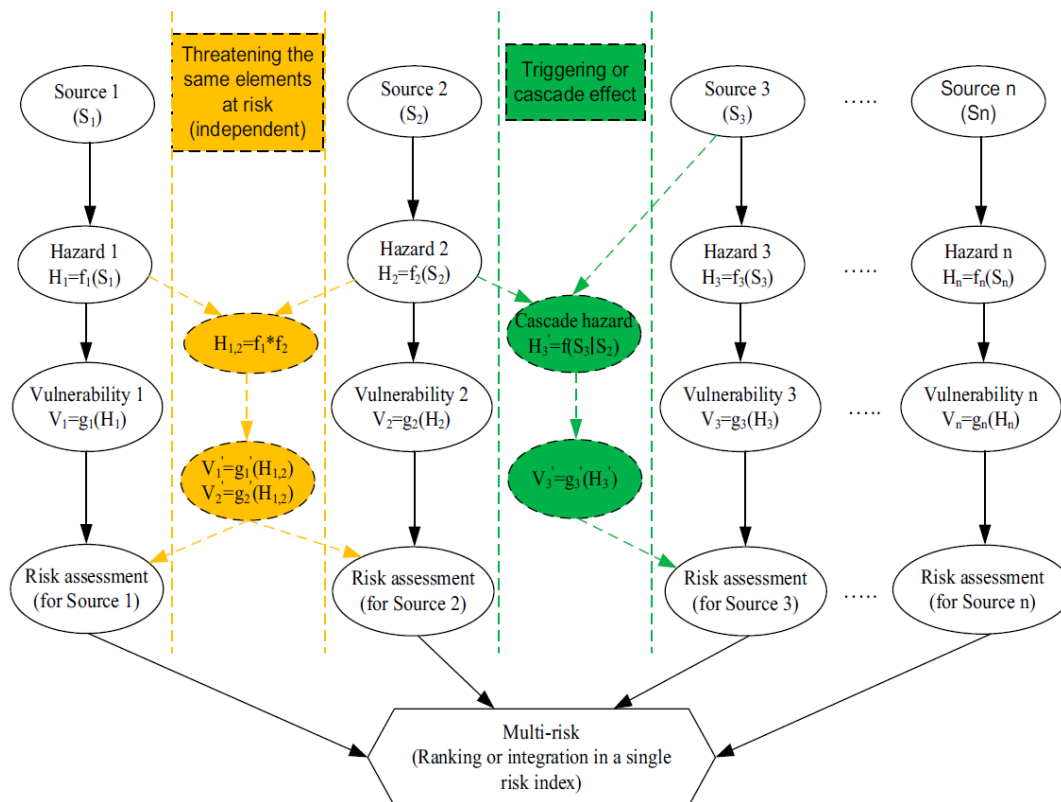 Threatening the
same elements
at risk
(independent)
Triggering or
cascade effect
Source 1
(S₁)
Source 2
(S₂)
Source 3
(S₃)
.....
Source n
(Sn)
Hazard 1
H₁=f₁(S₁)
Hazard 2
H₂=f₂(S₂)
Hazard 3
H₃=f₃(S₃)
.....
Hazard n
Hₙ=fₙ(Sₙ)
H₁,₂=f₁*f₂
Cascade hazard
H₃'=f(S₃|S₂)
Vulnerability 1
V₁=g₁(H₁)
Vulnerability 2
V₂=g₂(H₂)
Vulnerability 3
V₃=g₃(H₃)
.....
Vulnerability n
Vₙ=gₙ(Hₙ)
V₁'=g₁'(H₁,₂)
V₂'=g₂'(H₁,₂)
V₃'=g₃'(H₃')
Risk assessment
(for Source 1)
Risk assessment
(for Source 2)
Risk assessment
(for Source 3)
.....
Risk assessment
(for Source n)
Multi-risk
(Ranking or integration in a single
risk index)